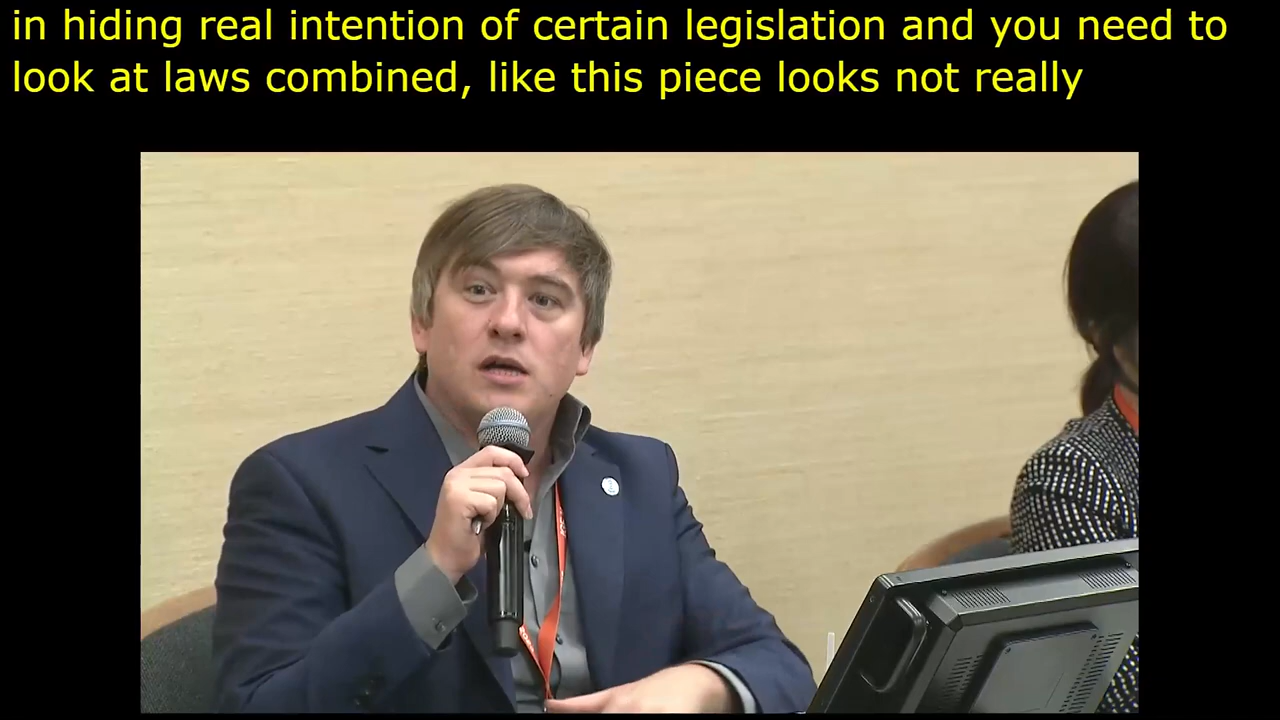 in hiding real intention of certain legislation and you need to
look at laws combined, like this piece looks not really